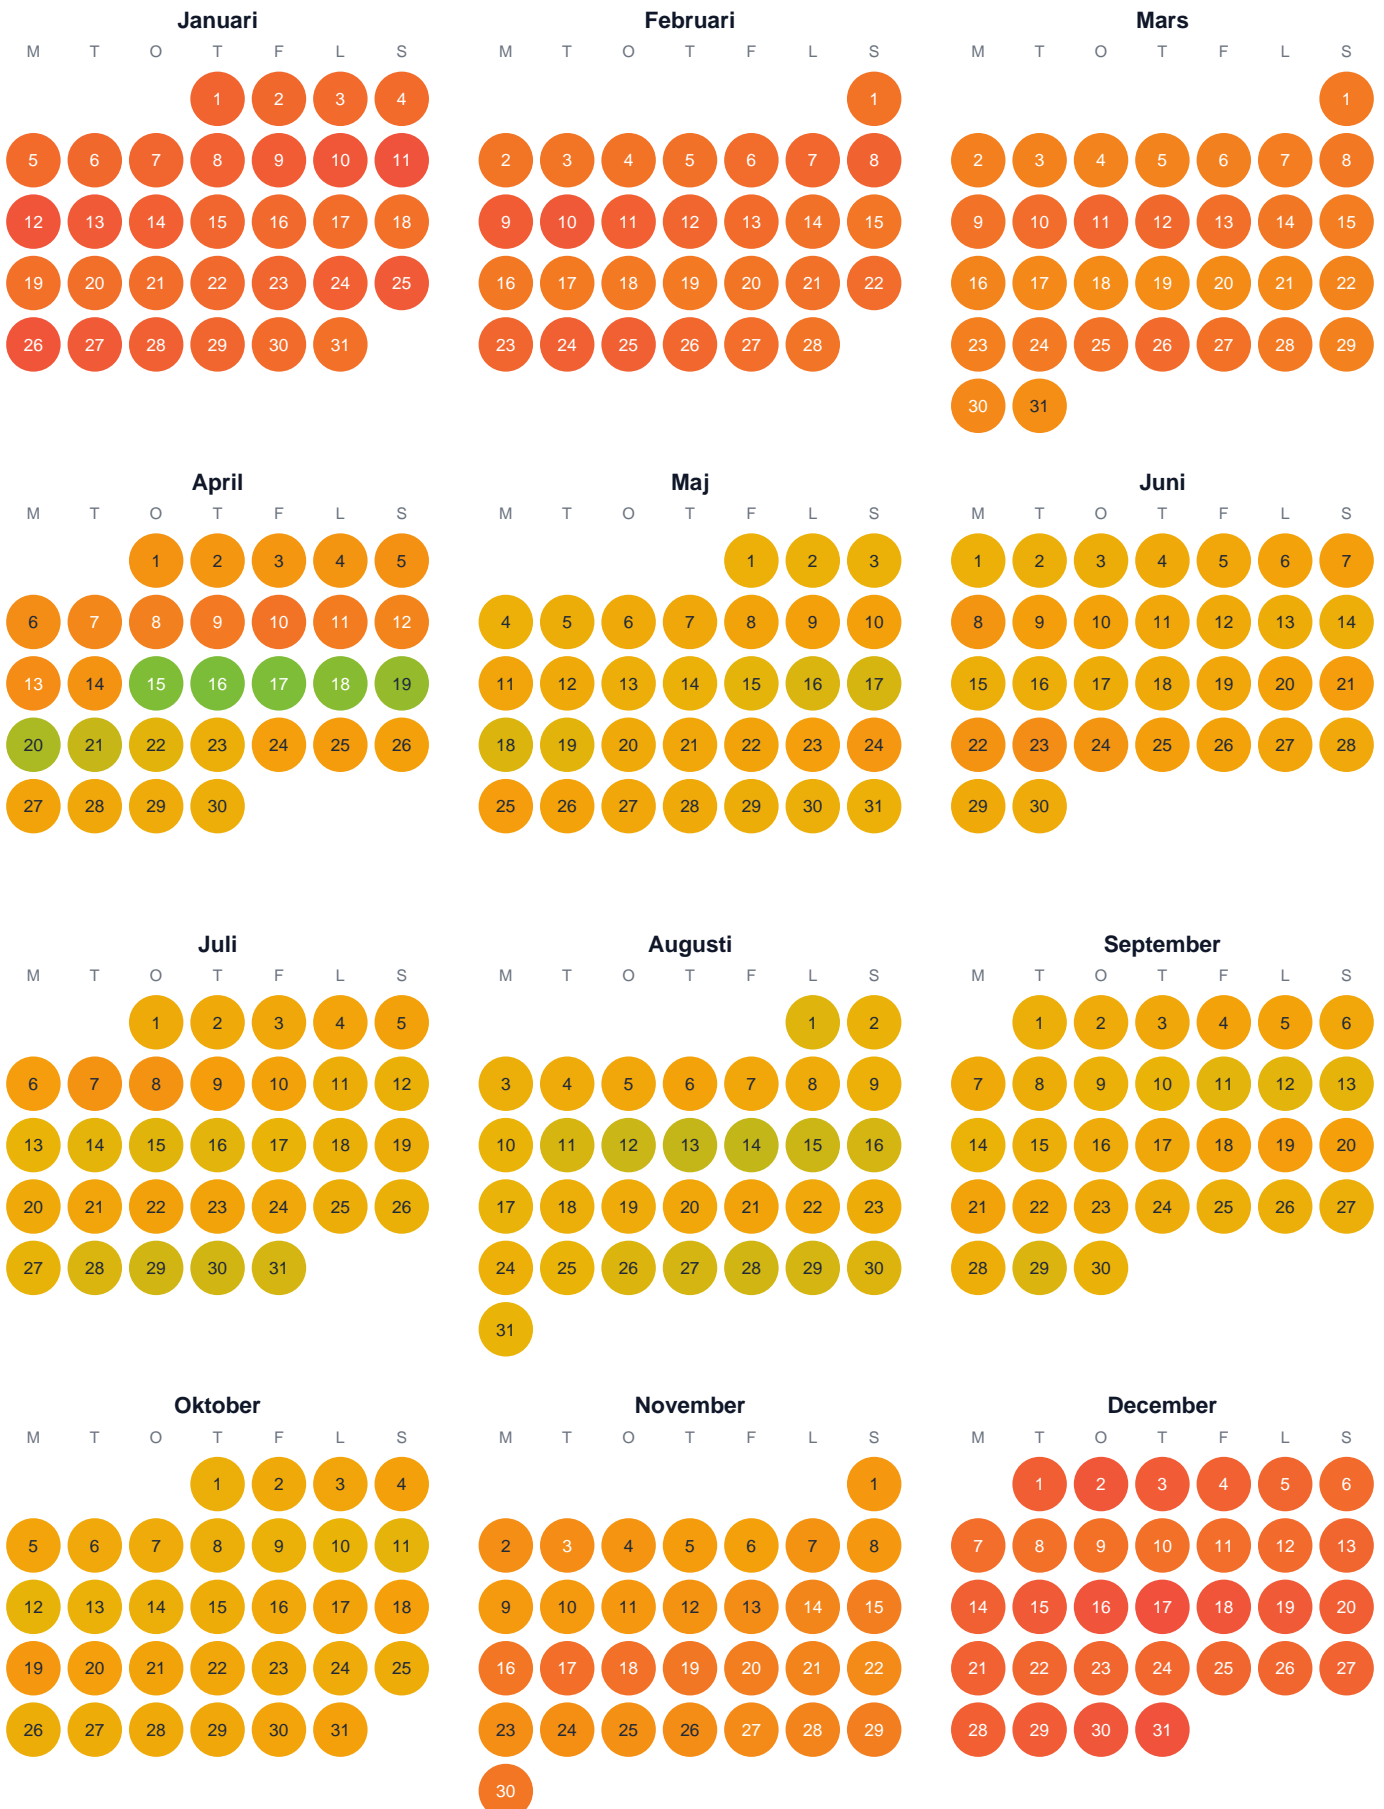 Januari Februari Mars
M T O T F L S M T O T F L S M T O T F L S
1 2 3 4 1 1
5 6 7 8 9 10 11 2 3 4 5 6 7 8 2 3 4 5 6 7 8
12 13 14 15 16 17 18 9 10 11 12 13 14 15 9 10 11 12 13 14 15
19 20 21 22 23 24 25 16 17 18 19 20 21 22 16 17 18 19 20 21 22
26 27 28 29 30 31 23 24 25 26 27 28 23 24 25 26 27 28 29
30 31
April Maj Juni
M T O T F L S M T O T F L S M T O T F L S
1 2 3 4 5 1 2 3 1 2 3 4 5 6 7
6 7 8 9 10 11 12 4 5 6 7 8 9 10 8 9 10 11 12 13 14
13 14 15 16 17 18 19 11 12 13 14 15 16 17 15 16 17 18 19 20 21
20 21 22 23 24 25 26 18 19 20 21 22 23 24 22 23 24 25 26 27 28
27 28 29 30 25 26 27 28 29 30 31 29 30
Juli Augusti September
M T O T F L S M T O T F L S M T O T F L S
1 2 3 4 5 1 2 1 2 3 4 5 6
6 7 8 9 10 11 12 3 4 5 6 7 8 9 7 8 9 10 11 12 13
13 14 15 16 17 18 19 10 11 12 13 14 15 16 14 15 16 17 18 19 20
20 21 22 23 24 25 26 17 18 19 20 21 22 23 21 22 23 24 25 26 27
27 28 29 30 31 24 25 26 27 28 29 30 28 29 30
31
Oktober November December
M T O T F L S M T O T F L S M T O T F L S
1 2 3 4 1 1 2 3 4 5 6
5 6 7 8 9 10 11 2 3 4 5 6 7 8 7 8 9 10 11 12 13
12 13 14 15 16 17 18 9 10 11 12 13 14 15 14 15 16 17 18 19 20
19 20 21 22 23 24 25 16 17 18 19 20 21 22 21 22 23 24 25 26 27
26 27 28 29 30 31 23 24 25 26 27 28 29 28 29 30 31
30